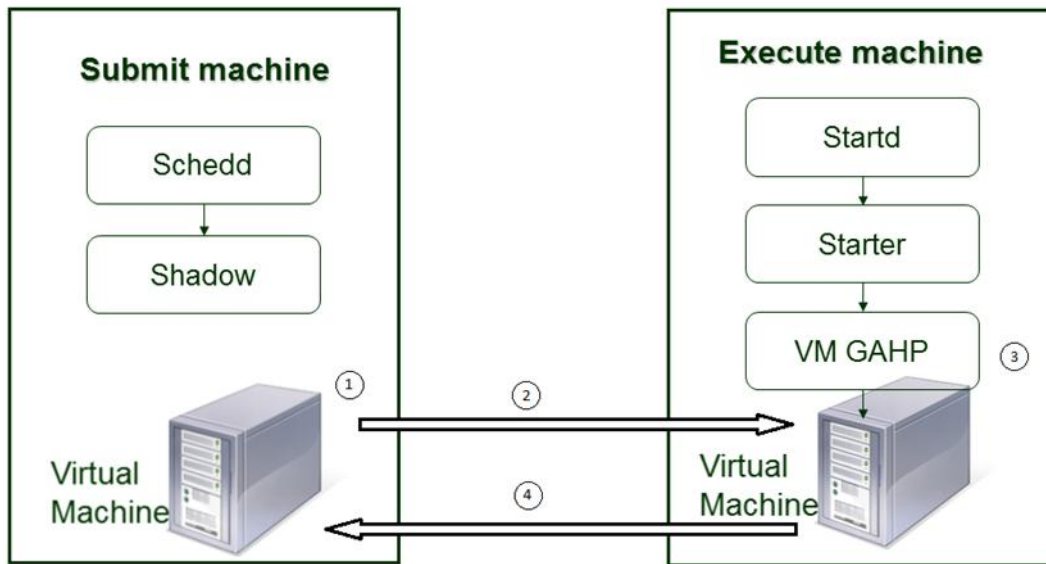 Submit machine
Schedd
Shadow
1
Virtual
Machine
2
4
Execute machine
Startd
Starter
VM GAHP
3
Virtual
Machine